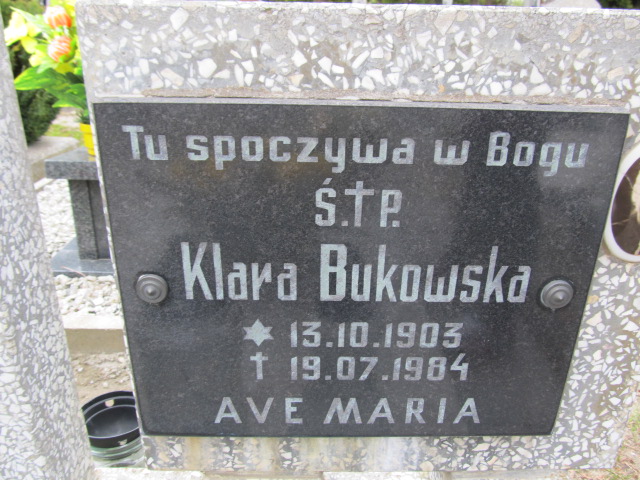 Tu spoczywa w Bogu
Ś.†P.
Klara Bukowska
✶ 13.10.1903
† 19.07.1984
AVE MARIA